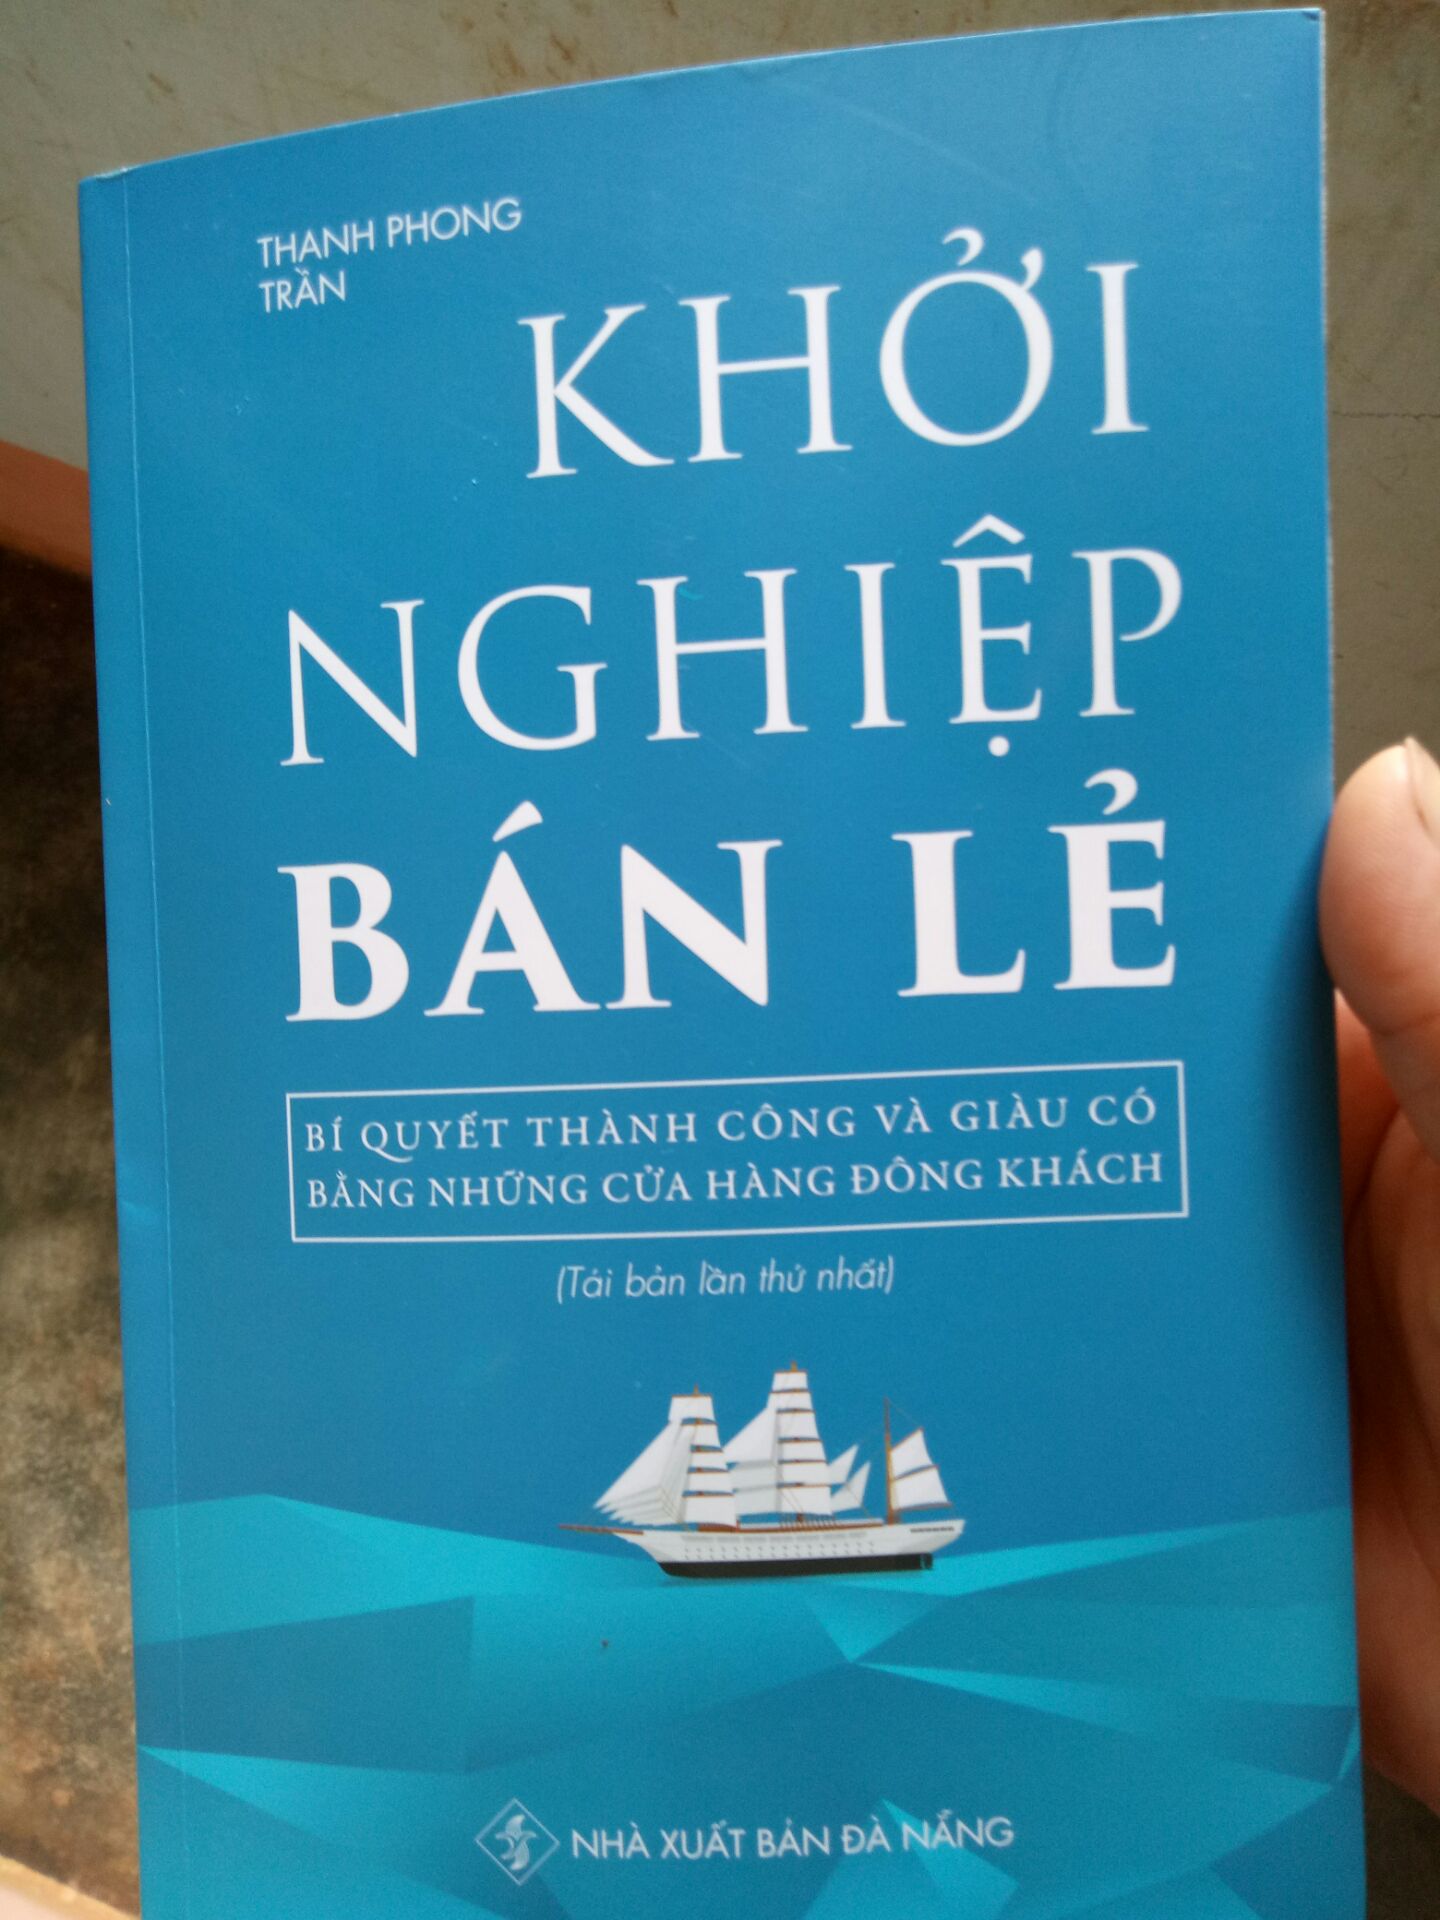 THANH PHONG
TRẦN
KHỞI
NGHIỆP
BÁN LẺ
BÍ QUYẾT THÀNH CÔNG VÀ GIÀU CÓ
BẰNG NHỮNG CỬA HÀNG ĐÔNG KHÁCH
(Tái bản lần thứ nhất)
NHÀ XUẤT BẢN ĐÀ NẴNG